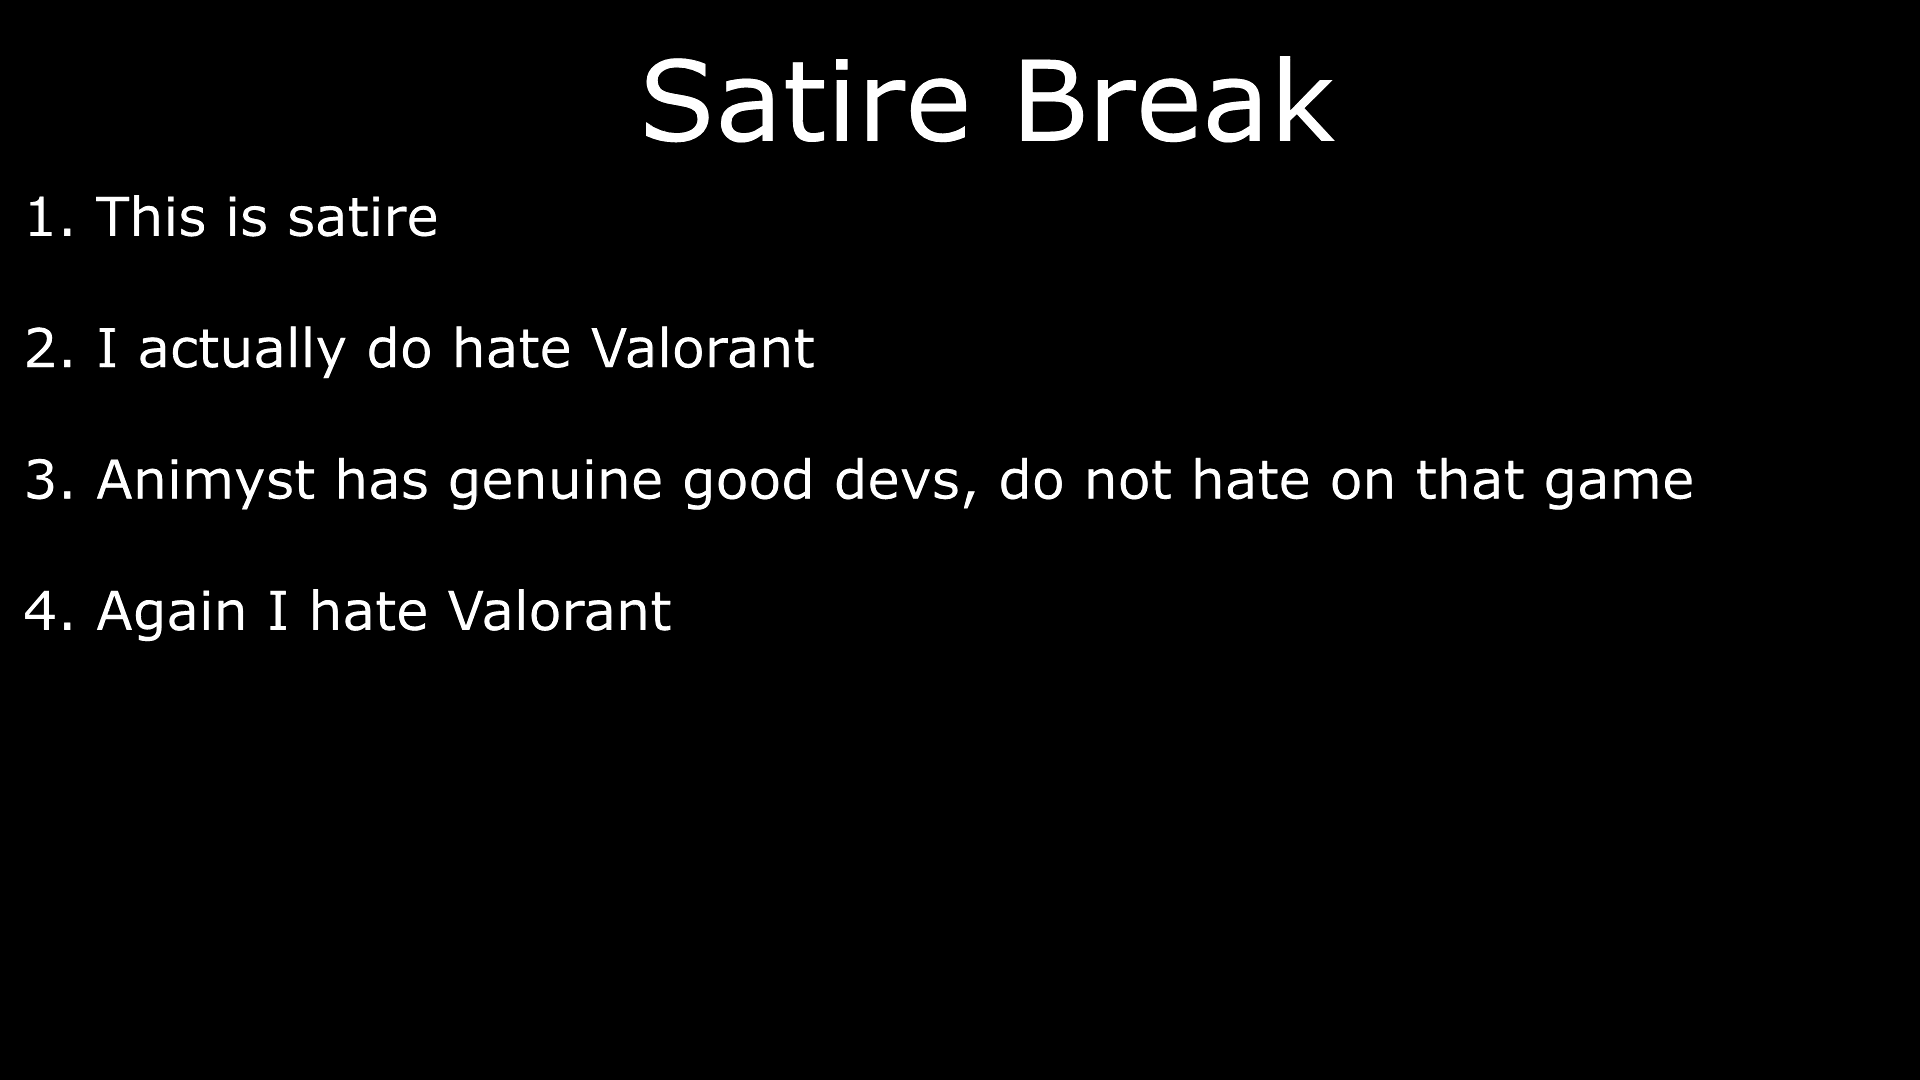 Satire Break
1. This is satire
2. I actually do hate Valorant
3. Animyst has genuine good devs, do not hate on that game
4. Again I hate Valorant